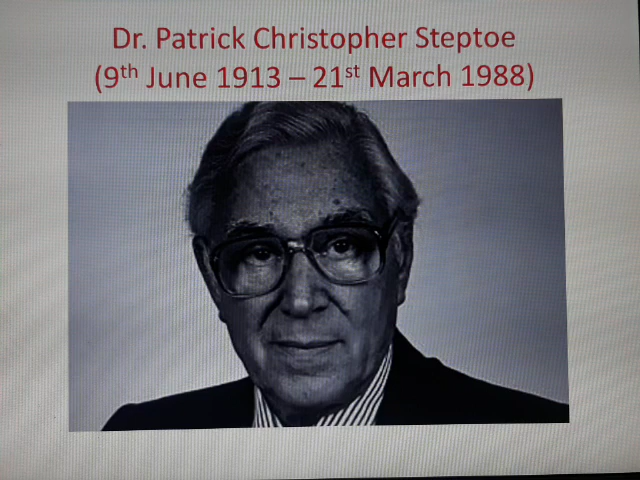 Dr. Patrick Christopher Steptoe
(9th June 1913 – 21st March 1988)